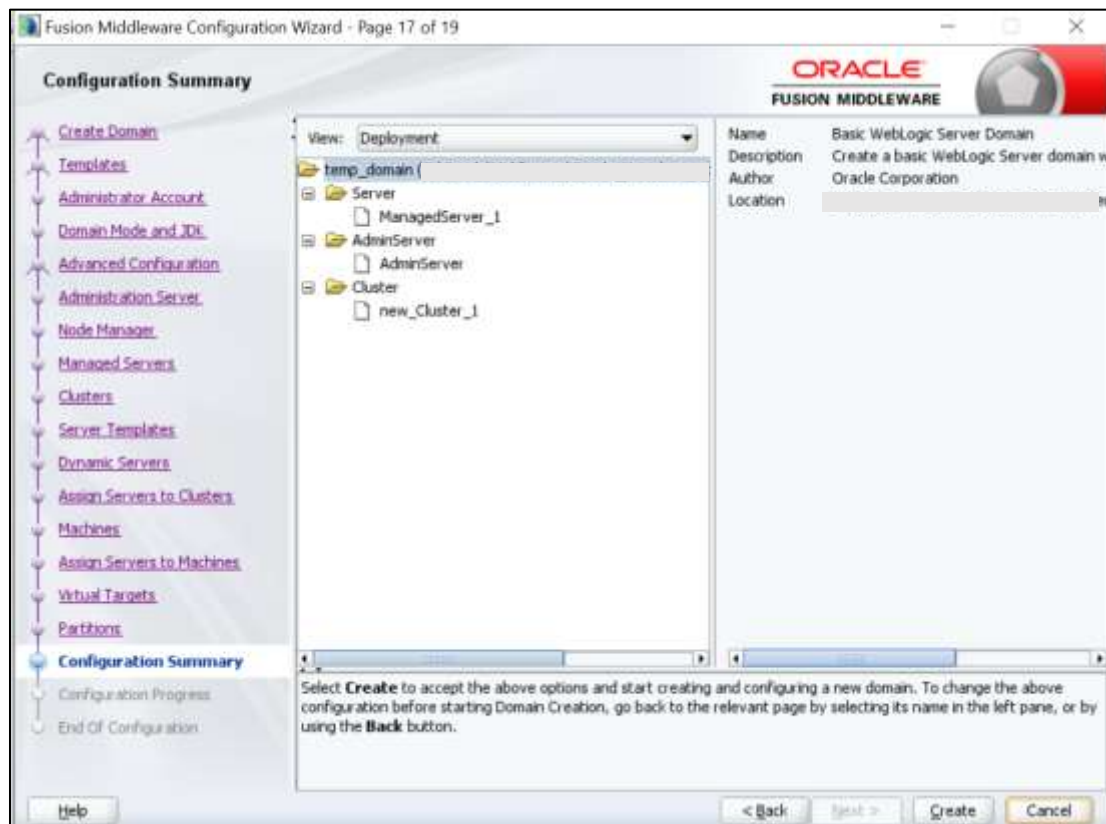 Fusion Middleware Configuration Wizard - Page 17 of 19
Configuration Summary
ORACLE
FUSION MIDDLEWARE
Create Domain
Templates
Administrator Account
Domain Mode and JDK
Advanced Configuration
Administration Server
Node Manager
Managed Servers
Clusters
Server Templates
Dynamic Servers
Assign Servers to Clusters
Machines
Assign Servers to Machines
Virtual Targets
Partitions
Configuration Summary
Configuration Progress
End Of Configuration
View: Deployment
temp_domain (
Server
ManagedServer_1
AdminServer
AdminServer
Cluster
new_Cluster_1
Name Basic WebLogic Server Domain
Description Create a basic WebLogic Server domain w
Author Oracle Corporation
Location
Select Create to accept the above options and start creating and configuring a new domain. To change the above
configuration before starting Domain Creation, go back to the relevant page by selecting its name in the left pane, or by
using the Back button.
Help
< Back
Next >
Create
Cancel